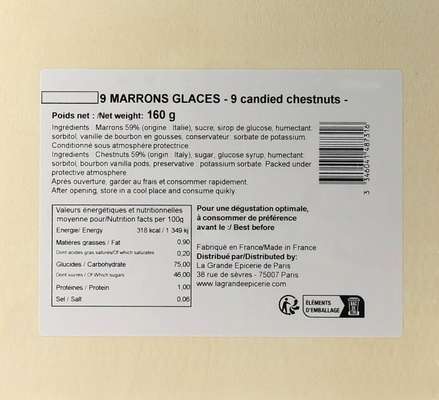 9 MARRONS GLACES - 9 candied chestnuts -
Poids net : /Net weight: 160 g
Ingrédients : Marrons 59% (origine : Italie), sucre, sirop de glucose, humectant:
sorbitol, vanille de bourbon en gousses, conservateur : sorbate de potassium.
Conditionné sous atmosphère protectrice.
Ingredients : Chestnuts 59% (origin : Italy), sugar, glucose syrup, humectant:
sorbitol, bourbon vanilla pods, preservative : potassium sorbate. Packed under
protective atmosphere
Après ouverture, garder au frais et consommer rapidement.
After opening, store in a cool place and consume quikly
3 346041 487316
Valeurs énergétiques et nutritionnelles
moyenne pour/Nutrition facts per 100g
Energie/ Energy 318 kcal / 1 349 kj
Matières grasses / Fat 0,90
Dont acides gras saturés/Of which saturates 0,20
Glucides / Carbohydrate 75,00
Dont sucres / Of Which sugars 46,00
Protéines / Protein 1,00
Sel / Salt 0,06
Pour une dégustation optimale,
à consommer de préférence
avant le :/ Best before
Fabriqué en France/Made in France
Distribué par/Distributed by:
La Grande Epicerie de Paris
38 rue de sèvres - 75007 Paris
www.lagrandeepicerie.com
ÉLÉMENTS
D'EMBALLAGE
BAC
DE TRI